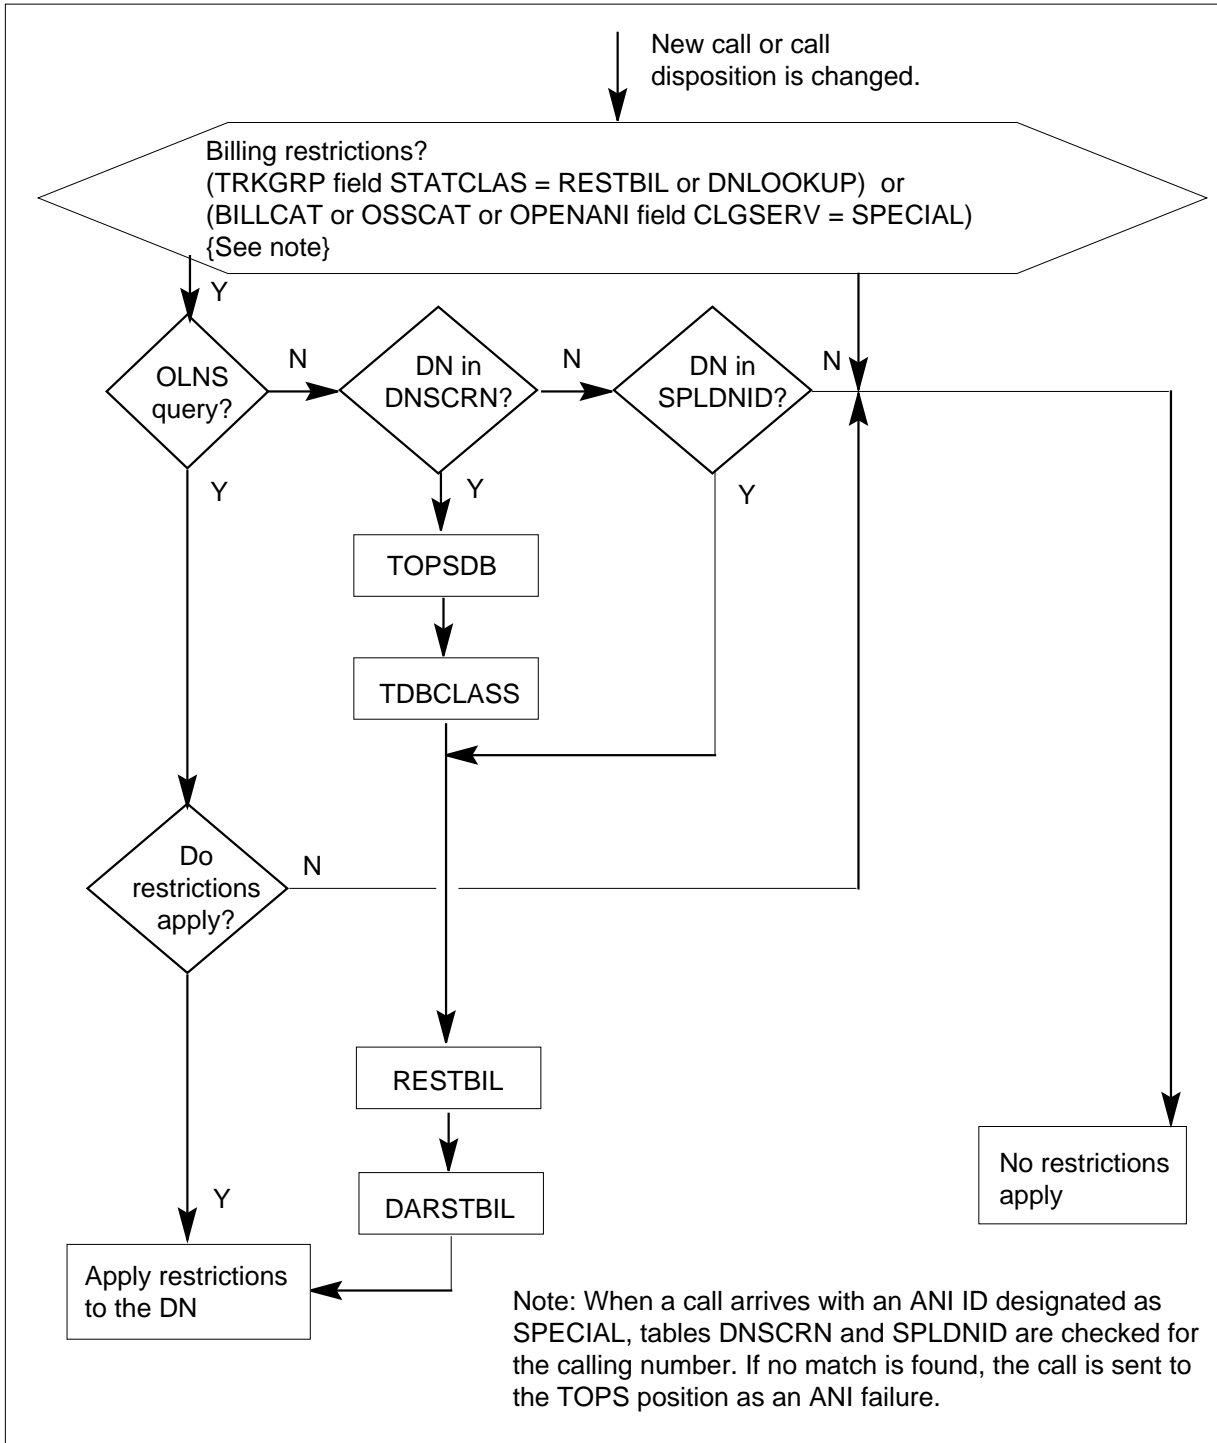 New call or call
disposition is changed.
Billing restrictions?
(TRKGRP field STATCLAS = RESTBIL or DNLOOKUP) or
(BILLCAT or OSSCAT or OPENANI field CLGSERV = SPECIAL)
{See note}
Y
OLNS
query?
N
DN in
DNSCRN?
N
DN in
SPLDNID?
N
Y
Y
Y
TOPSDB
TDBCLASS
Do
restrictions
apply?
N
RESTBIL
Y
DARSTBIL
No restrictions
apply
Apply restrictions
to the DN
Note: When a call arrives with an ANI ID designated as
SPECIAL, tables DNSCRN and SPLDNID are checked for
the calling number. If no match is found, the call is sent to
the TOPS position as an ANI failure.